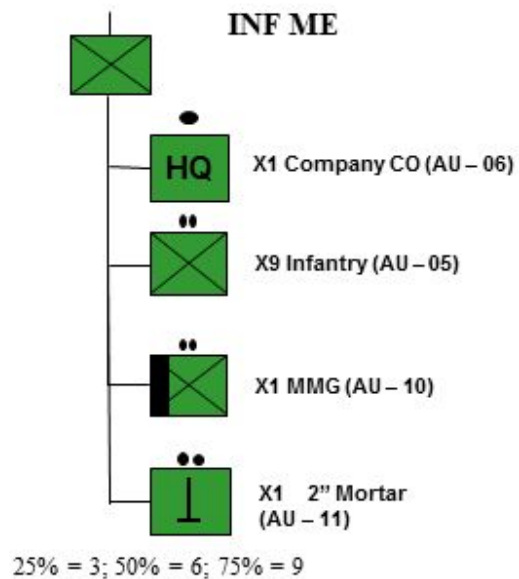 INF ME
HQ
X1 Company CO (AU – 06)
X9 Infantry (AU – 05)
X1 MMG (AU – 10)
X1 2” Mortar
(AU – 11)
25% = 3; 50% = 6; 75% = 9